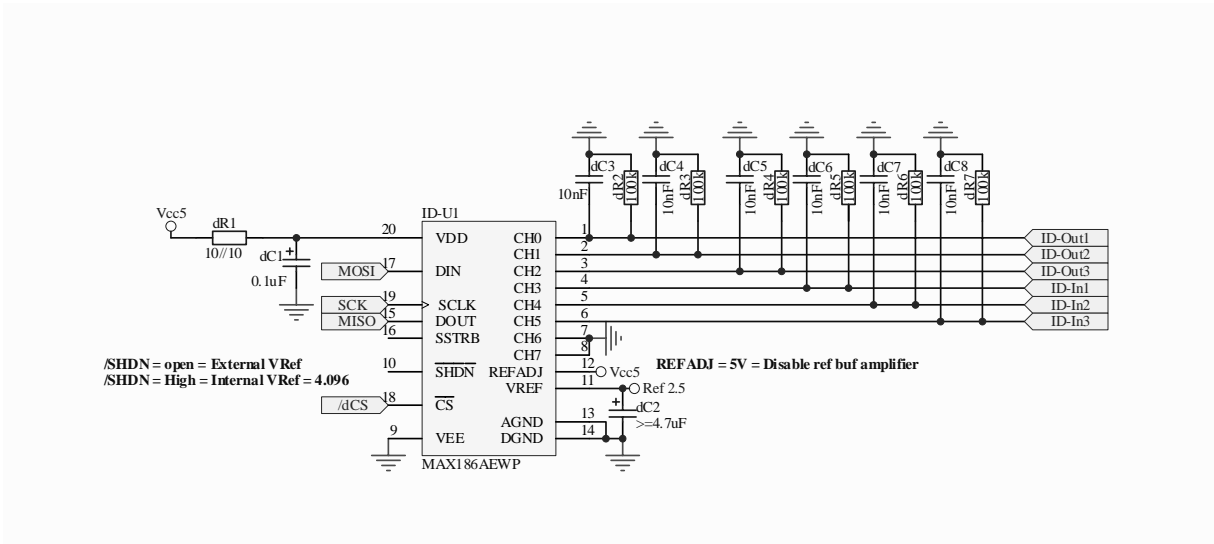 dC3
dR2
100k
10nF
dC4
dR3
100k
10nF
dC5
dR4
100k
10nF
dC6
dR5
100k
10nF
dC7
dR6
100k
10nF
dC8
dR7
100k
10nF
Vcc5
dR1
10//10
dC1
+
0.1uF
ID-U1
20
VDD
CH0
1
ID-Out1
CH1
2
ID-Out2
MOSI
17
DIN
CH2
3
ID-Out3
CH3
4
ID-In1
SCK
19
SCLK
CH4
5
ID-In2
MISO
15
DOUT
CH5
6
ID-In3
16
SSTRB
CH6
7
CH7
8
/SHDN = open = External VRef
/SHDN = High = Internal VRef = 4.096
10
SHDN
REFADJ
12
Vcc5
REFADJ = 5V = Disable ref buf amplifier
VREF
11
Ref 2.5
/dCS
18
CS
+
dC2
>=4.7uF
AGND
13
9
VEE
DGND
14
MAX186AEWP